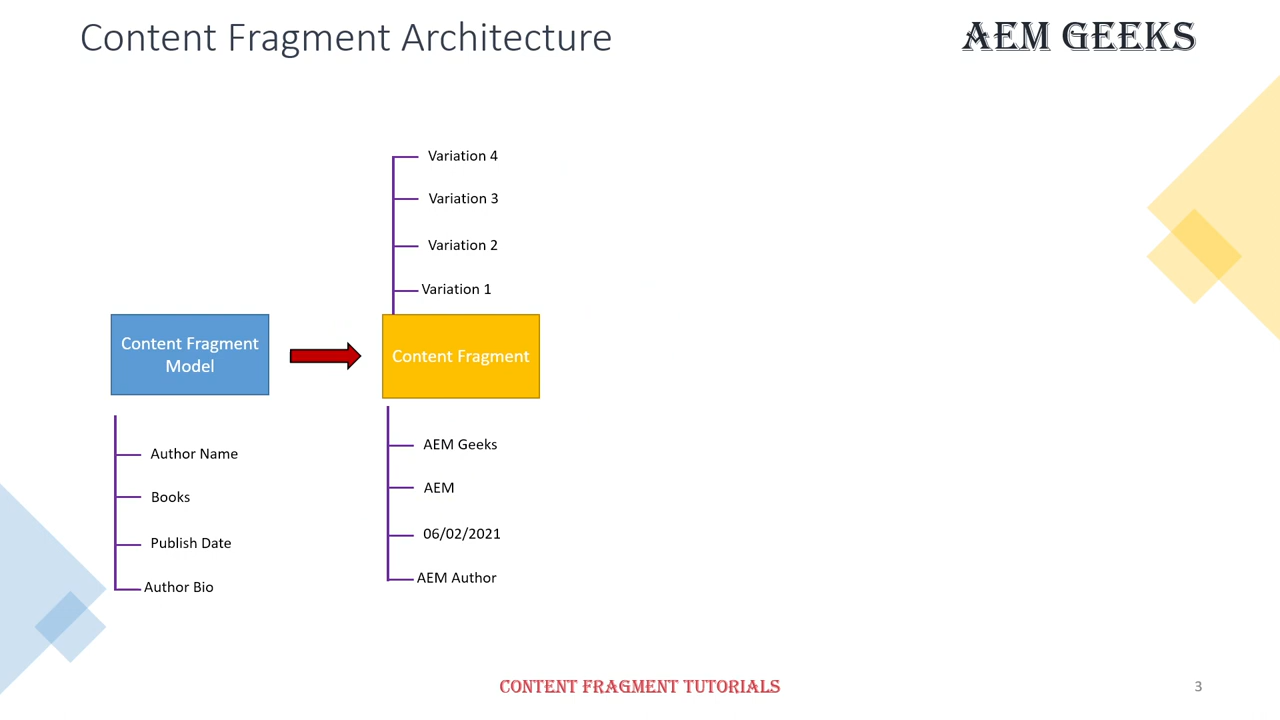 Content Fragment Architecture
AEM GEEKS
Variation 4
Variation 3
Variation 2
Variation 1
Content Fragment
Model
Content Fragment
Author Name
Books
Publish Date
Author Bio
AEM Geeks
AEM
06/02/2021
AEM Author
CONTENT FRAGMENT TUTORIALS
3